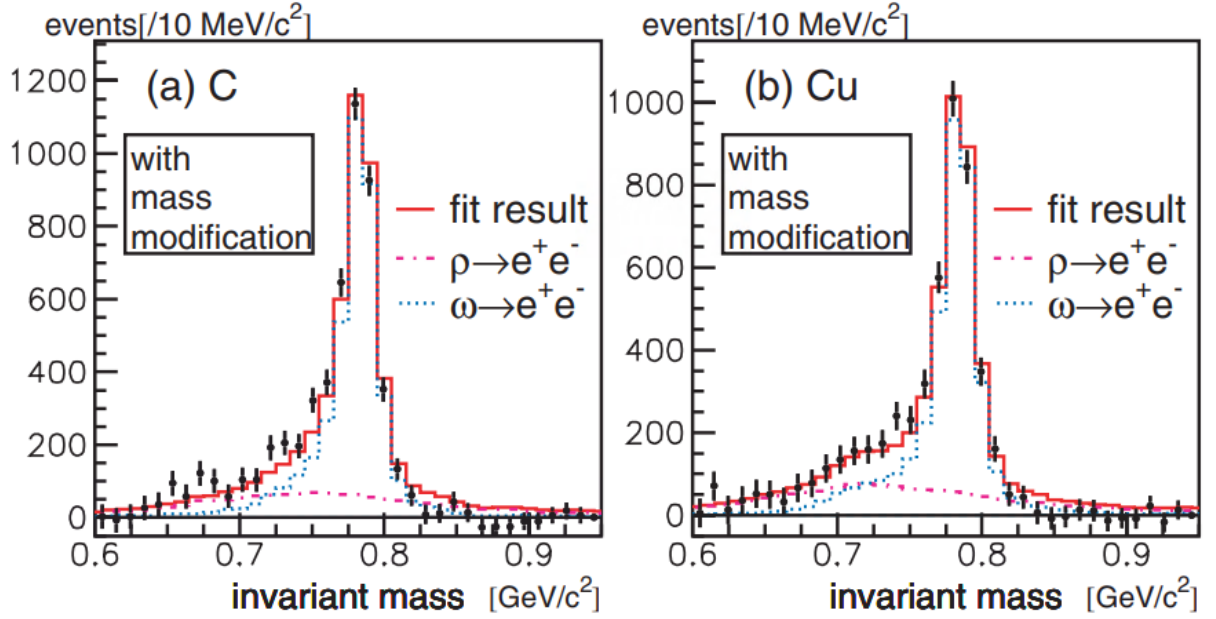 events[/10 MeV/c²]
(a) C
with
mass
modification
fit result
ρ→e⁺e⁻
ω→e⁺e⁻
1200
1000
800
600
400
200
0
0.6
0.7
0.8
0.9
invariant mass [GeV/c²]
events[/10 MeV/c²]
(b) Cu
with
mass
modification
fit result
ρ→e⁺e⁻
ω→e⁺e⁻
1000
800
600
400
200
0
0.6
0.7
0.8
0.9
invariant mass [GeV/c²]